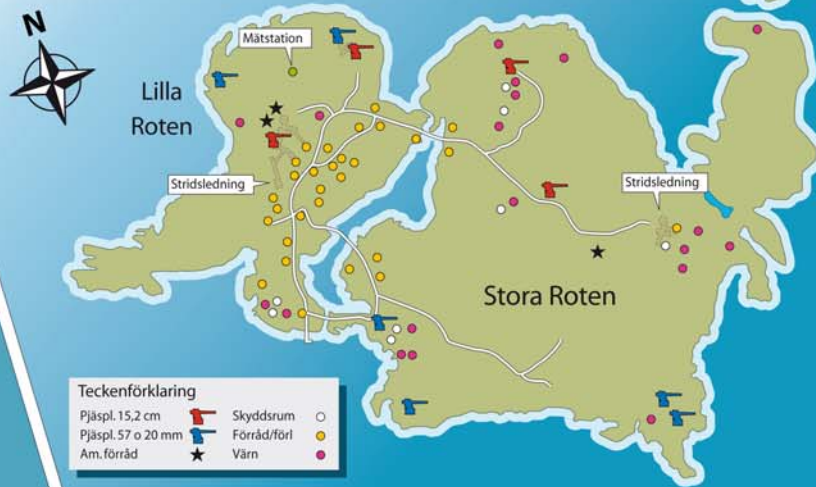 N
Mätstation
Lilla
Roten
Stridsledning
Stridsledning
Stora Roten
Teckenförklaring
Pjäspl. 15,2 cm
Skyddsrum
Pjäspl. 57 o 20 mm
Förråd/förl
Am. förråd
Värn